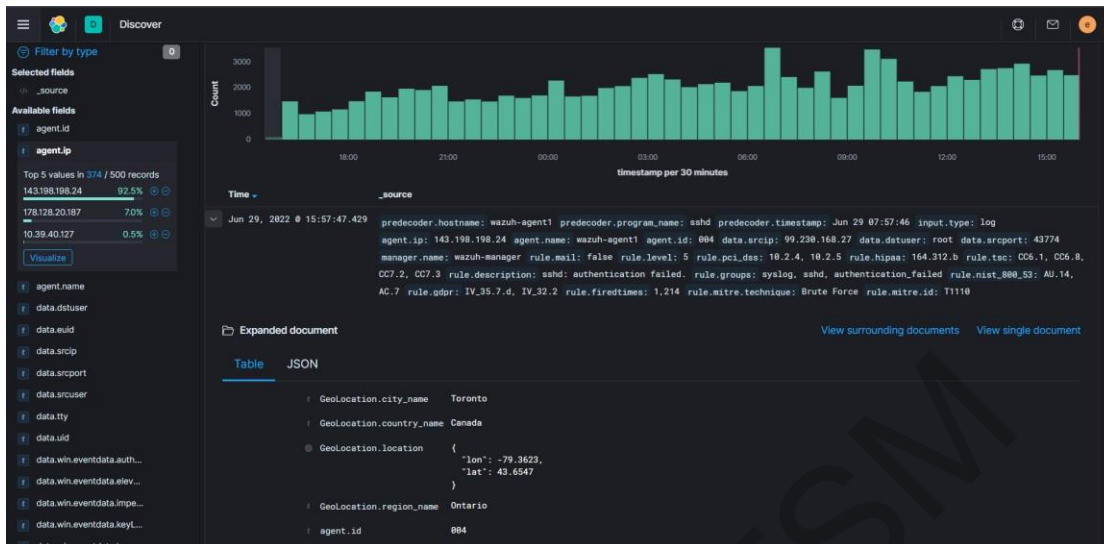 D Discover e
Filter by type 0
Selected fields
_source
Available fields
t agent.id
t agent.ip
Top 5 values in 374 / 500 records
143.198.198.24 92.5%
178.128.20.187 7.0%
10.39.40.127 0.5%
Visualize
t agent.name
t data.dstuser
t data.euid
t data.srcip
t data.srcport
t data.srcuser
t data.tty
t data.uid
t data.win.eventdata.auth...
t data.win.eventdata.elev...
t data.win.eventdata.impe...
t data.win.eventdata.keyL...
Count
3000
2000
1000
0
18:00 21:00 00:00 03:00 06:00 09:00 12:00 15:00
timestamp per 30 minutes
Time _source
Jun 29, 2022 @ 15:57:47.429
predecoder.hostname: wazuh-agent1 predecoder.program_name: sshd predecoder.timestamp: Jun 29 07:57:46 input.type: log
agent.ip: 143.198.198.24 agent.name: wazuh-agent1 agent.id: 004 data.srcip: 99.230.168.27 data.dstuser: root data.srcport: 43774
manager.name: wazuh-manager rule.mail: false rule.level: 5 rule.pci_dss: 10.2.4, 10.2.5 rule.hipaa: 164.312.b rule.tsc: CC6.1, CC6.8,
CC7.2, CC7.3 rule.description: sshd: authentication failed. rule.groups: syslog, sshd, authentication_failed rule.nist_800_53: AU.14,
AC.7 rule.gdpr: IV_35.7.d, IV_32.2 rule.firedtimes: 1,214 rule.mitre.technique: Brute Force rule.mitre.id: T1110
Expanded document View surrounding documents View single document
Table JSON
t GeoLocation.city_name Toronto
t GeoLocation.country_name Canada
GeoLocation.location {
"lon": -79.3623,
"lat": 43.6547
}
t GeoLocation.region_name Ontario
t agent.id 004